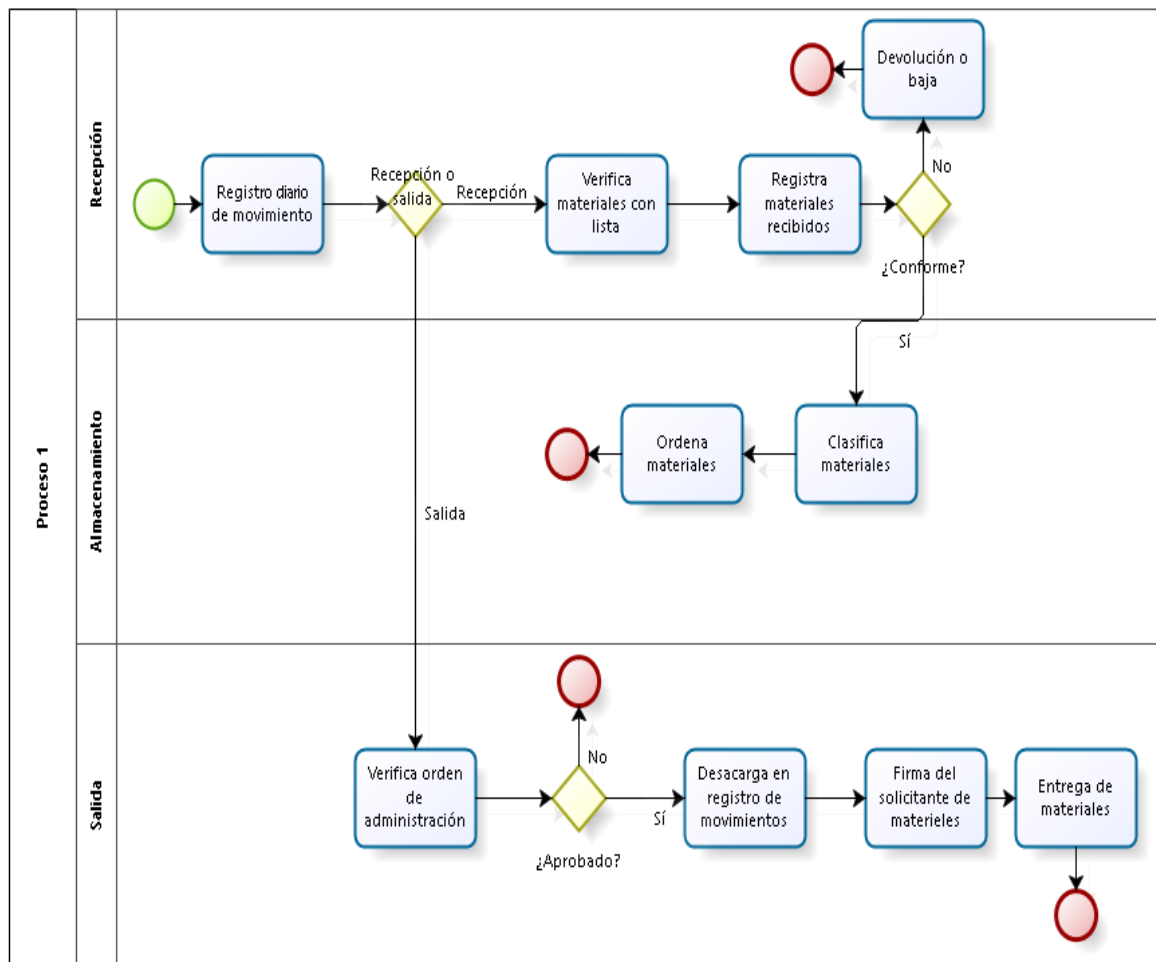 Proceso 1
Recepción
Registro diario
de movimiento
Recepción o
salida
Recepción
Verifica
materiales con
lista
Registra
materiales
recibidos
Devolución o
baja
No
¿Conforme?
Sí
Almacenamiento
Ordena
materiales
Clasifica
materiales
Salida
Salida
Verifica orden
de
administración
No
¿Aprobado?
Sí
Desacarga en
registro de
movimientos
Firma del
solicitante de
materieles
Entrega de
materiales